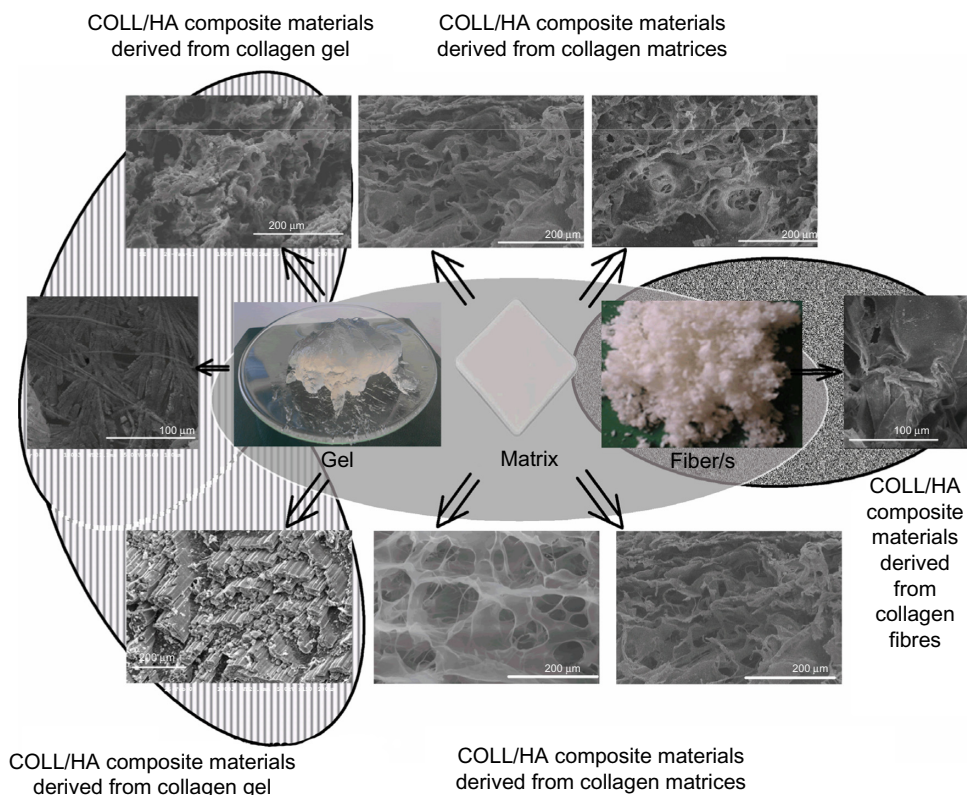 COLL/HA composite materials
derived from collagen gel
COLL/HA composite materials
derived from collagen matrices
200 μm
200 μm
200 μm
100 μm
Gel
Matrix
Fiber/s
100 μm
COLL/HA
composite
materials
derived
from
collagen
fibres
200 μm
200 μm
200 μm
COLL/HA composite materials
derived from collagen gel
COLL/HA composite materials
derived from collagen matrices